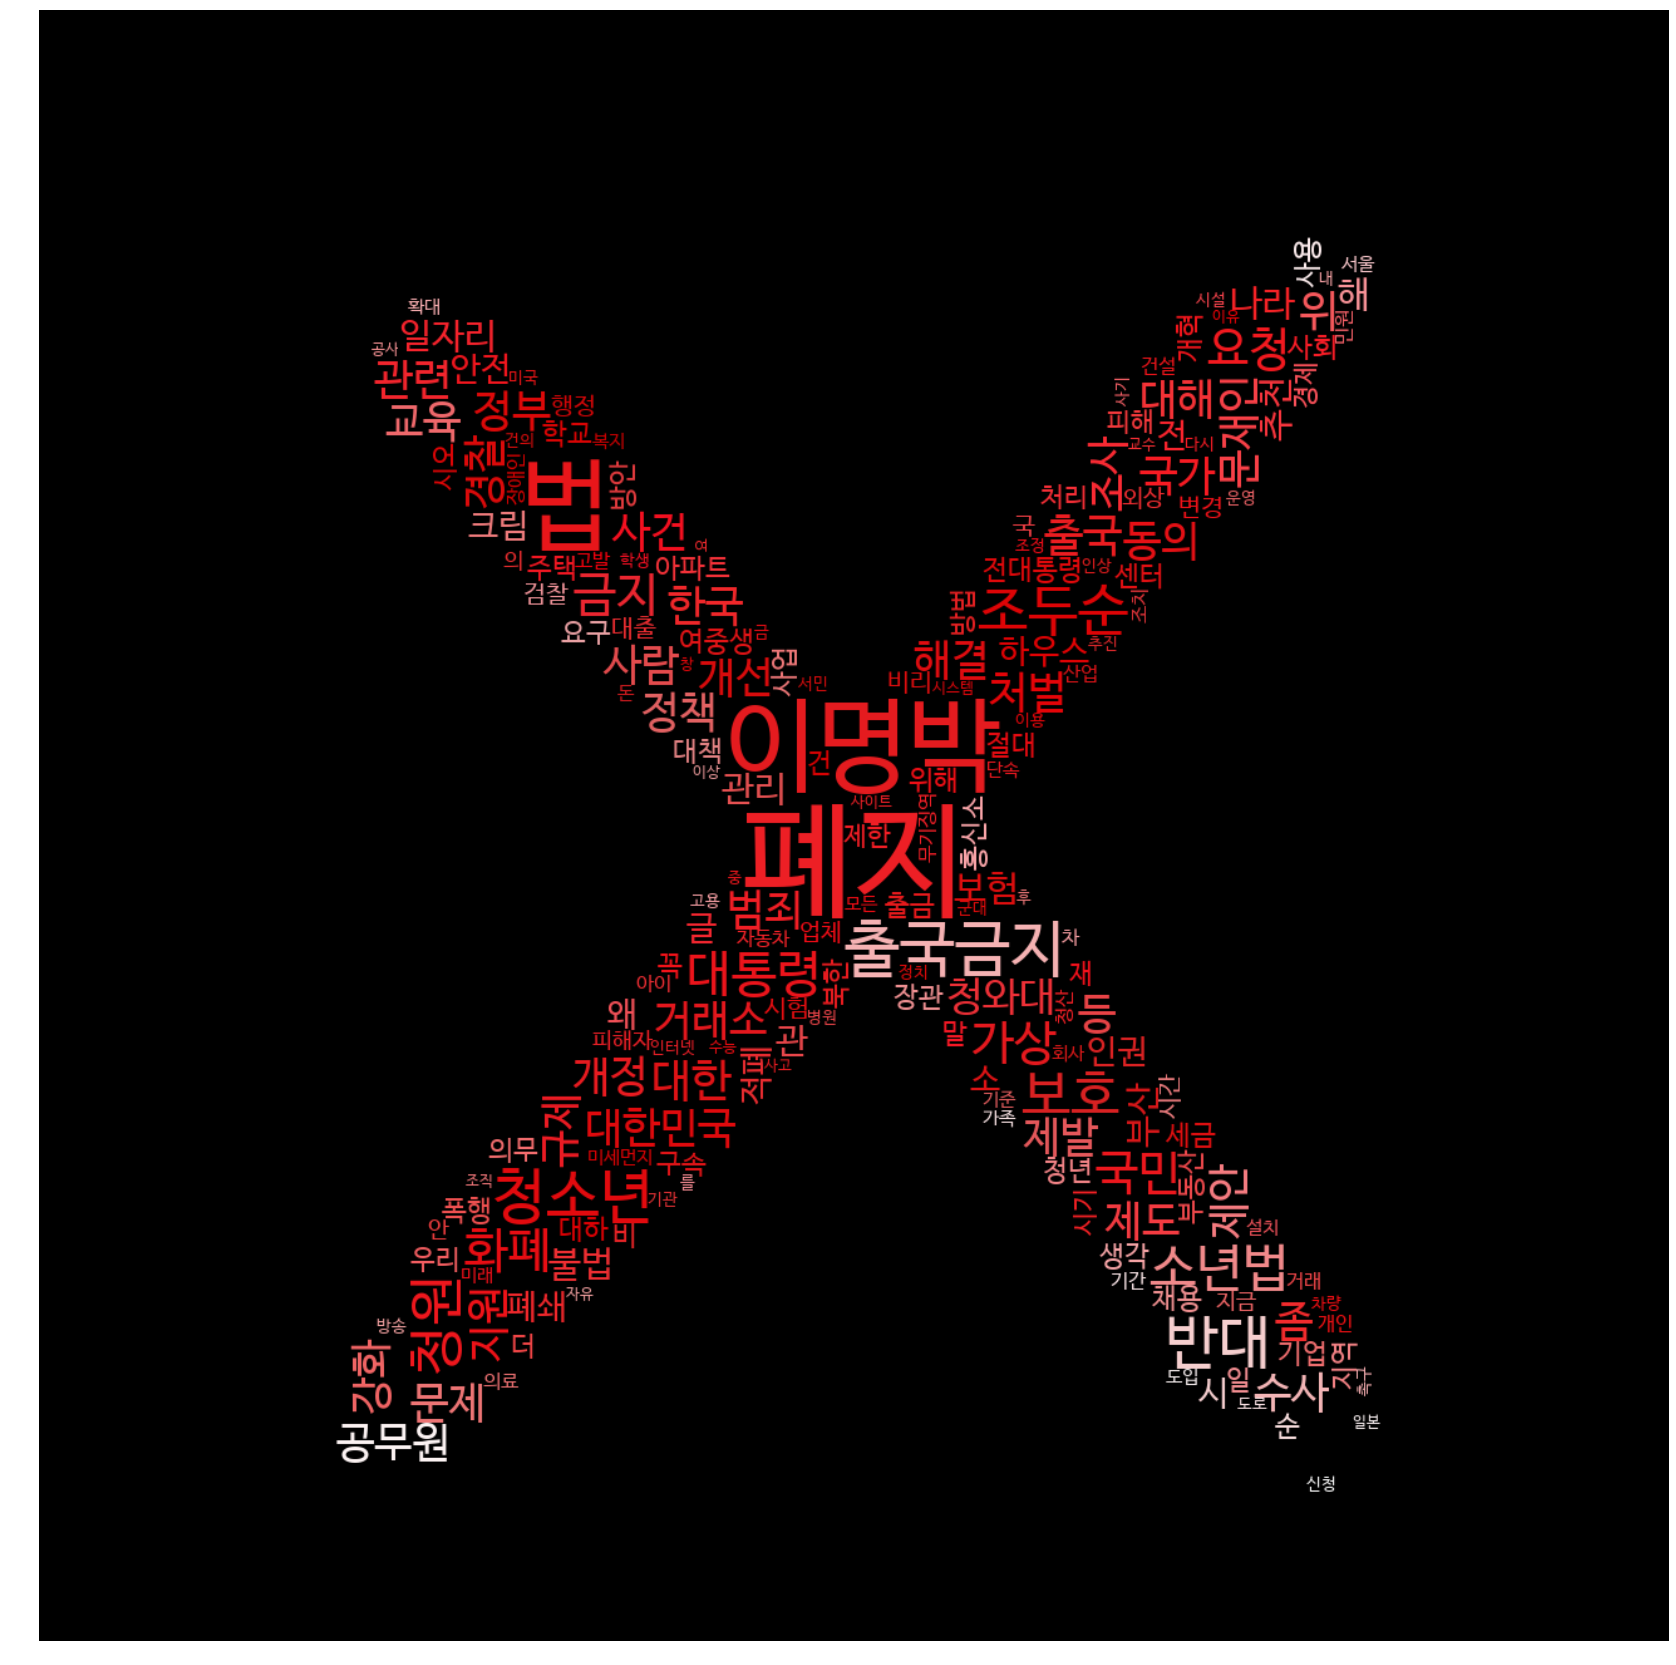 사용
서울
내
확대
위
해
시설
나라
민원
이유
개혁
요청
일자리
공사
사회
관련
안전
미국
건설
대해
추천
경제
사기
교육
정부
행정
피해
전
문재인
학교
복지
건의
교수
다시
조사
시오
경찰
장애인
법
방안
국가
처리
외상
변경
운영
크림
사건
국
출국
동의
조정
여
의
주택
고발
학생
아파트
전대통령
인상
센터
검찰
금지
한국
방법
조두순
조치
요구
대출
여중생
금
해결
하우스
추진
사람
창
개선
사업
서민
비리
시스템
처벌
산업
돈
정책
이명박
이용
대책
건
절대
이상
관리
위해
단속
사이트
폐지
제한
무기징역
흥신소
중
고용
범죄
모든
출금
보험
군대
후
글
자동차
업체
출국금지
차
꼭
대통령
북한
정치
재
아이
장관
청와대
청산
등
왜
거래소
시험
병원
피해자
인터넷
수능
관
말
가상
회사
인권
개정
대한
적폐
사고
소
기준
보호
사
시간
규제
대한민국
가족
제발
바
세금
의무
미세먼지
구속
청년
국민
부동산
조직
청소년
를
기관
시기
제도
제안
폭행
안
대하
비
설치
우리
화폐
불법
생각
소년법
미래
기간
거래
청원
지원
폐쇄
자유
채용
지금
차량
방송
더
반대
좀
개인
강화
기업
지역
문제
의료
도입
시
일
수사
촉구
도로
공무원
순
일본
신청